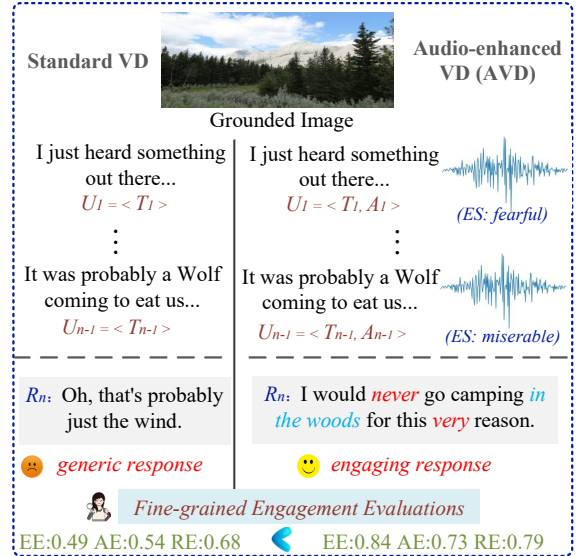 Standard VD
Audio-enhanced
VD (AVD)
Grounded Image
I just heard something
out there...
U1 = < T1 >
⋮
It was probably a Wolf
coming to eat us...
Un-1 = < Tn-1 >
I just heard something
out there...
U1 = < T1, A1 >
(ES: fearful)
⋮
It was probably a Wolf
coming to eat us...
Un-1 = < Tn-1, An-1 >
(ES: miserable)
Rn: Oh, that's probably
just the wind.
generic response
Rn: I would never go camping in
the woods for this very reason.
engaging response
Fine-grained Engagement Evaluations
EE:0.49 AE:0.54 RE:0.68
EE:0.84 AE:0.73 RE:0.79